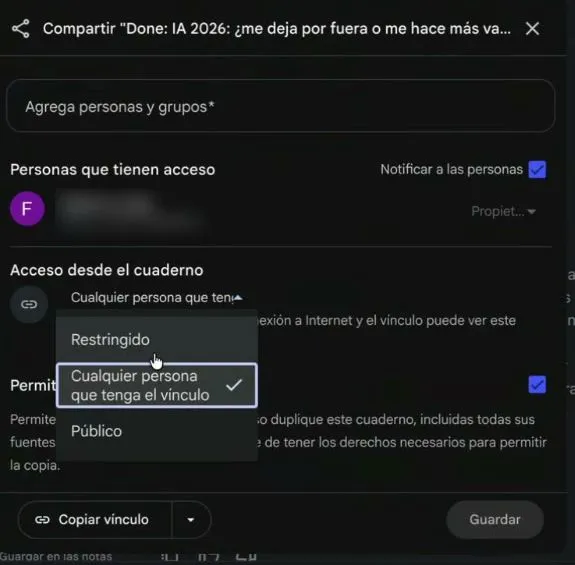 Compartir "Done: IA 2026: ¿me deja por fuera o me hace más va...
Agrega personas y grupos*
Personas que tienen acceso
Notificar a las personas
F
Propiet...
Acceso desde el cuaderno
Cualquier persona que ten
exión a Internet y el vínculo puede ver este
Restringido
Cualquier persona
que tenga el vínculo
Público
Permit
Permite
o duplique este cuaderno, incluidas todas sus
fuentes
e de tener los derechos necesarios para permitir
la copia.
Copiar vínculo
Guardar
Guardar en las notas